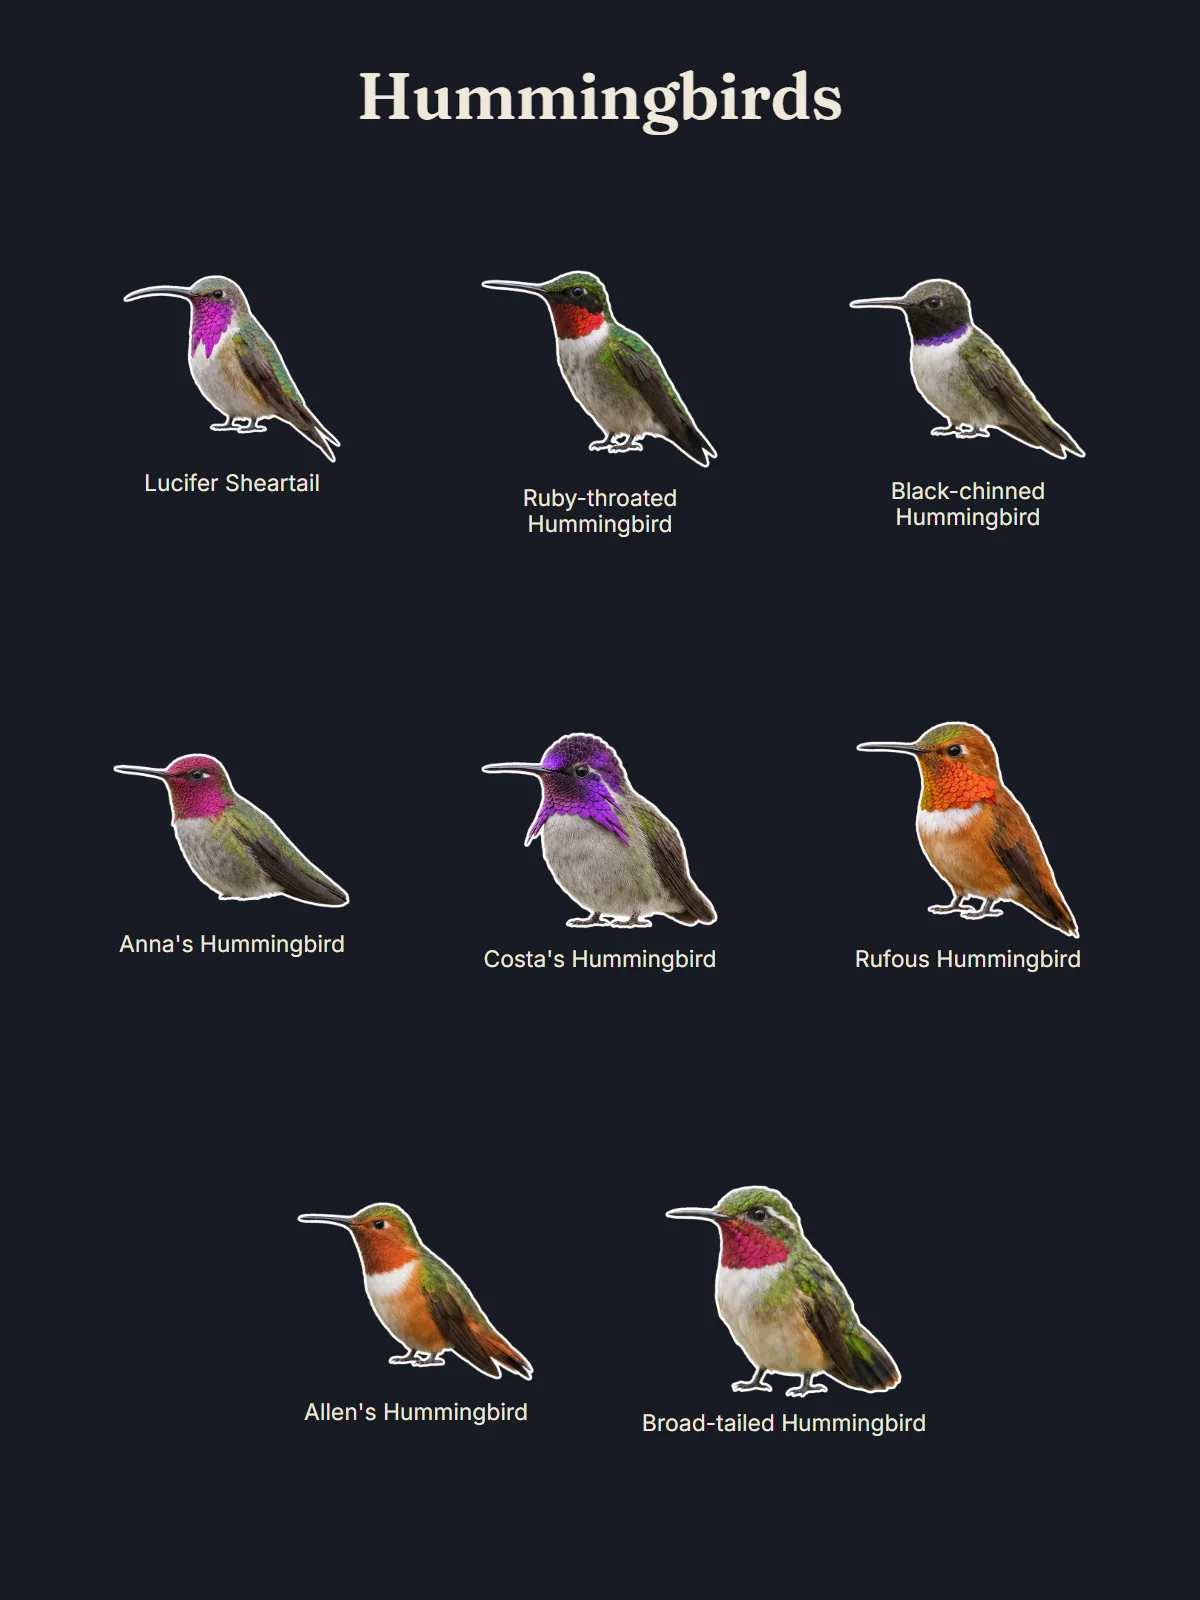 Hummingbirds
Lucifer Sheartail
Ruby-throated
Hummingbird
Black-chinned
Hummingbird
Anna's Hummingbird
Costa's Hummingbird
Rufous Hummingbird
Allen's Hummingbird
Broad-tailed Hummingbird